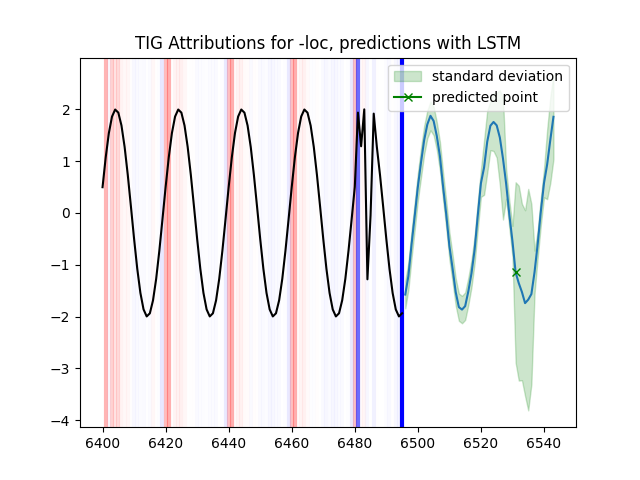 TIG Attributions for -loc, predictions with LSTM
standard deviation
predicted point
2
1
0
−1
−2
−3
−4
6400 6420 6440 6460 6480 6500 6520 6540